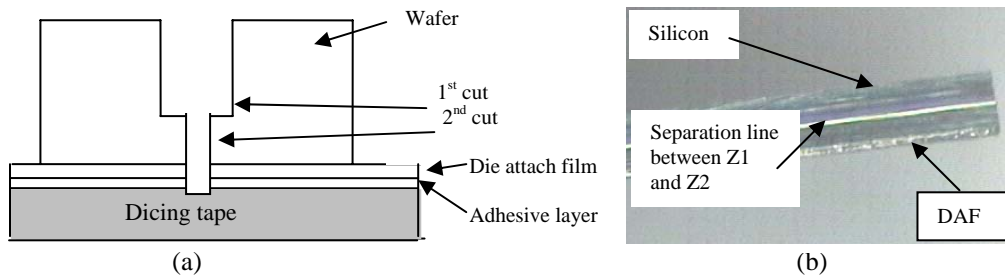 Wafer
1st cut
2nd cut
Die attach film
Adhesive layer
Dicing tape
(a)
Silicon
Separation line
between Z1
and Z2
DAF
(b)